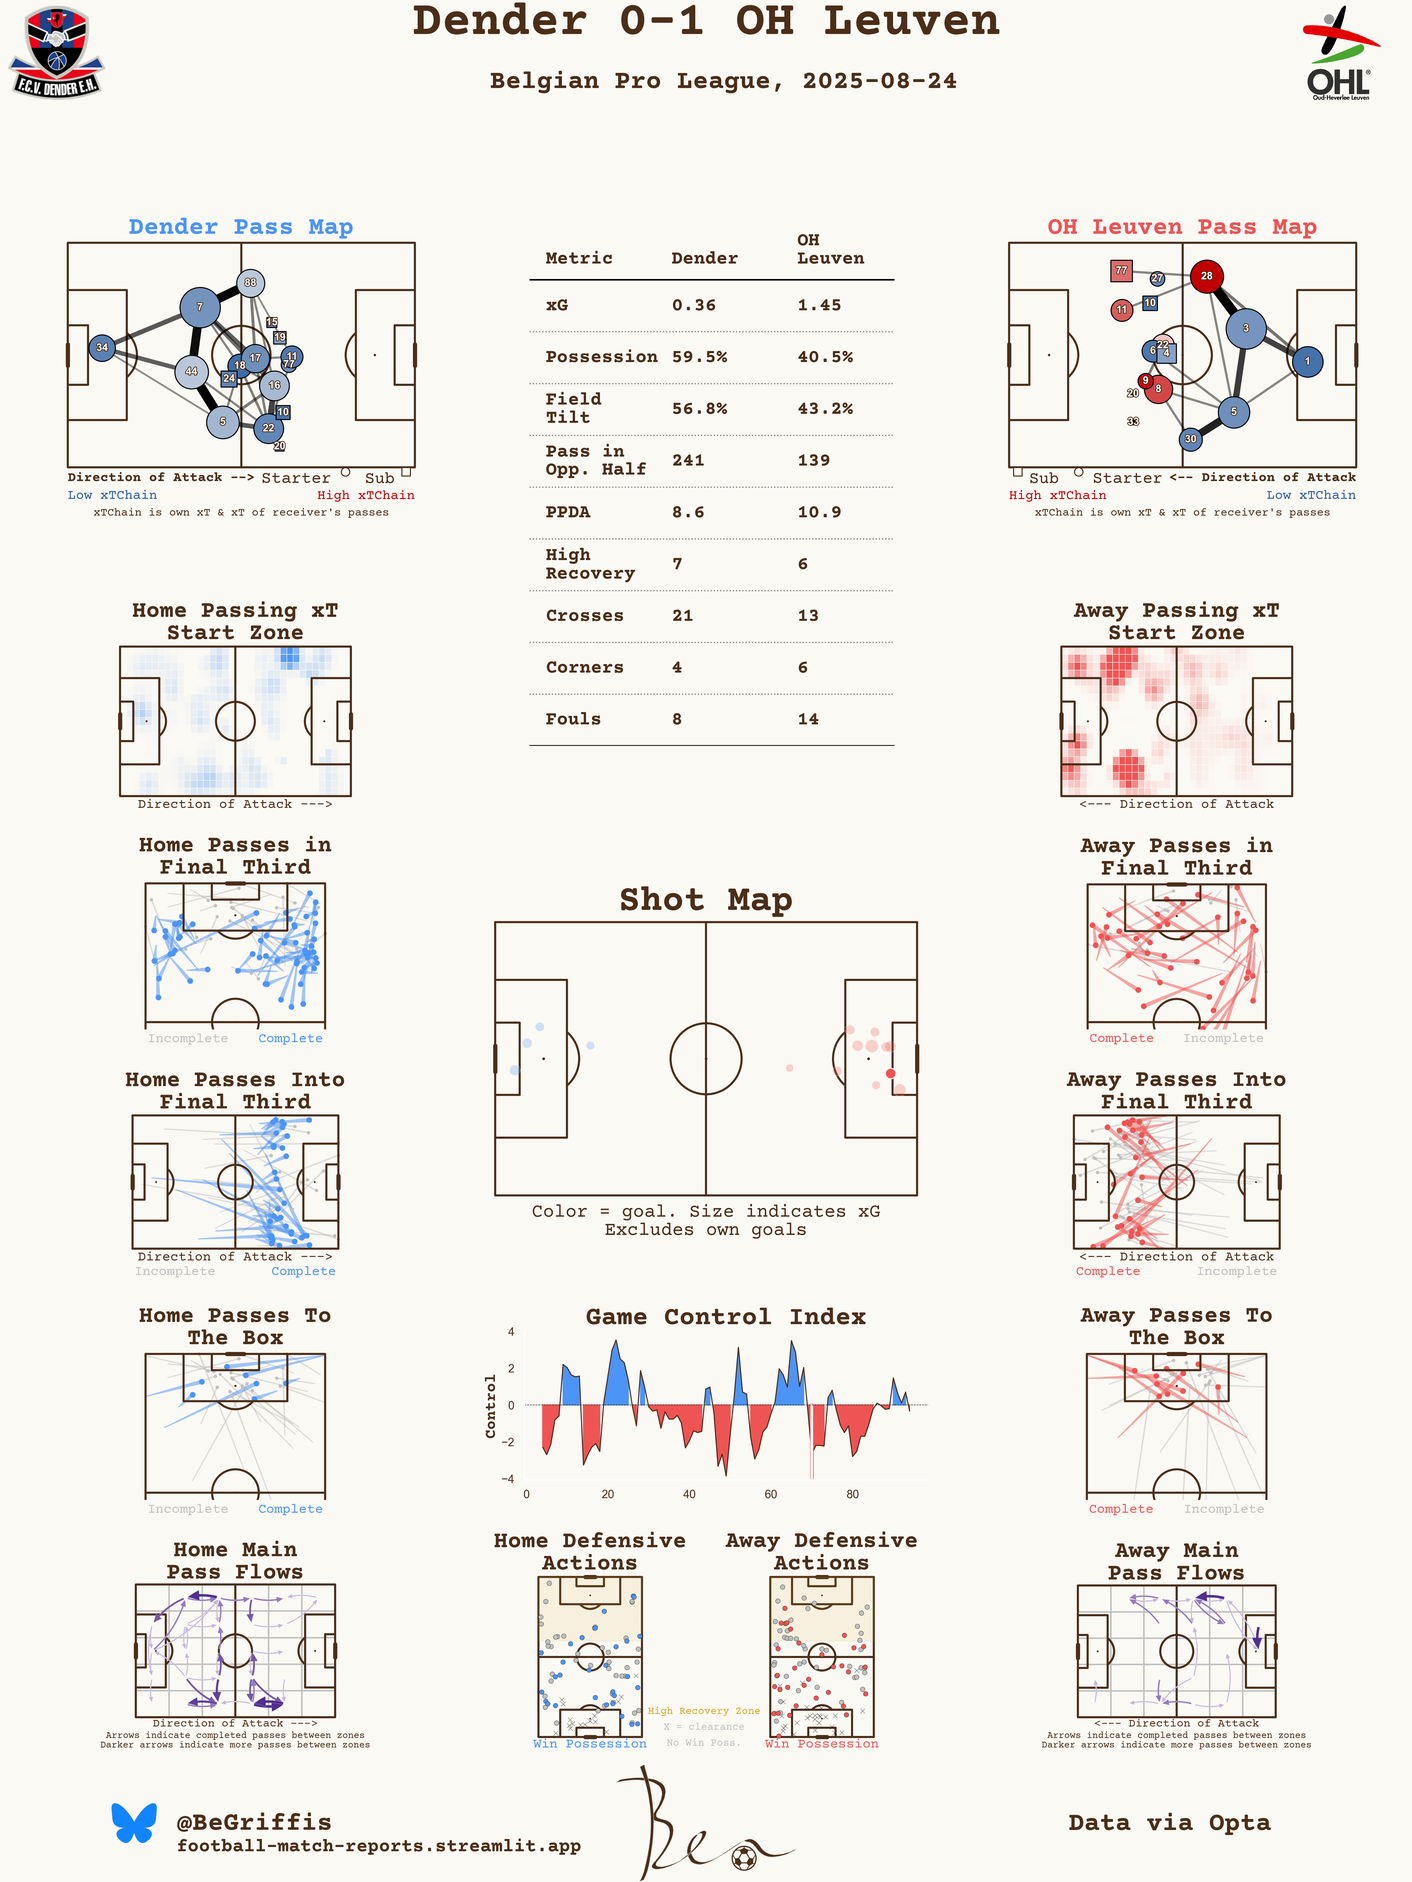 Dender 0-1 OH Leuven
Belgian Pro League, 2025-08-24
F.C.V. DENDER E.H.
OHL
Oud-Heverlee Leuven
Dender Pass Map
34
7
88
44
5
15
19
17
11
77
18
24
16
10
22
20
Direction of Attack --> Starter Sub
Low xTChain High xTChain
xTChain is own xT & xT of receiver's passes
Metric Dender OH Leuven
xG 0.36 1.45
Possession 59.5% 40.5%
Field Tilt 56.8% 43.2%
Pass in Opp. Half 241 139
PPDA 8.6 10.9
High Recovery 7 6
Crosses 21 13
Corners 4 6
Fouls 8 14
OH Leuven Pass Map
77
27
28
11
10
3
22
6
4
1
9
20
8
5
33
30
Sub Starter <-- Direction of Attack
High xTChain Low xTChain
xTChain is own xT & xT of receiver's passes
Home Passing xT
Start Zone
Direction of Attack --->
Away Passing xT
Start Zone
<--- Direction of Attack
Home Passes in
Final Third
Incomplete Complete
Away Passes in
Final Third
Complete Incomplete
Shot Map
Color = goal. Size indicates xG
Excludes own goals
Home Passes Into
Final Third
Direction of Attack --->
Incomplete Complete
Away Passes Into
Final Third
<--- Direction of Attack
Complete Incomplete
Home Passes To
The Box
Incomplete Complete
Game Control Index
Control
4
2
0
−2
−4
0 20 40 60 80
Away Passes To
The Box
Complete Incomplete
Home Main
Pass Flows
Direction of Attack --->
Arrows indicate completed passes between zones
Darker arrows indicate more passes between zones
Home Defensive
Actions
Win Possession
Away Defensive
Actions
Win Possession
High Recovery Zone
X = clearance
No Win Poss.
Away Main
Pass Flows
<--- Direction of Attack
Arrows indicate completed passes between zones
Darker arrows indicate more passes between zones
@BeGriffis
football-match-reports.streamlit.app
Ben
Data via Opta